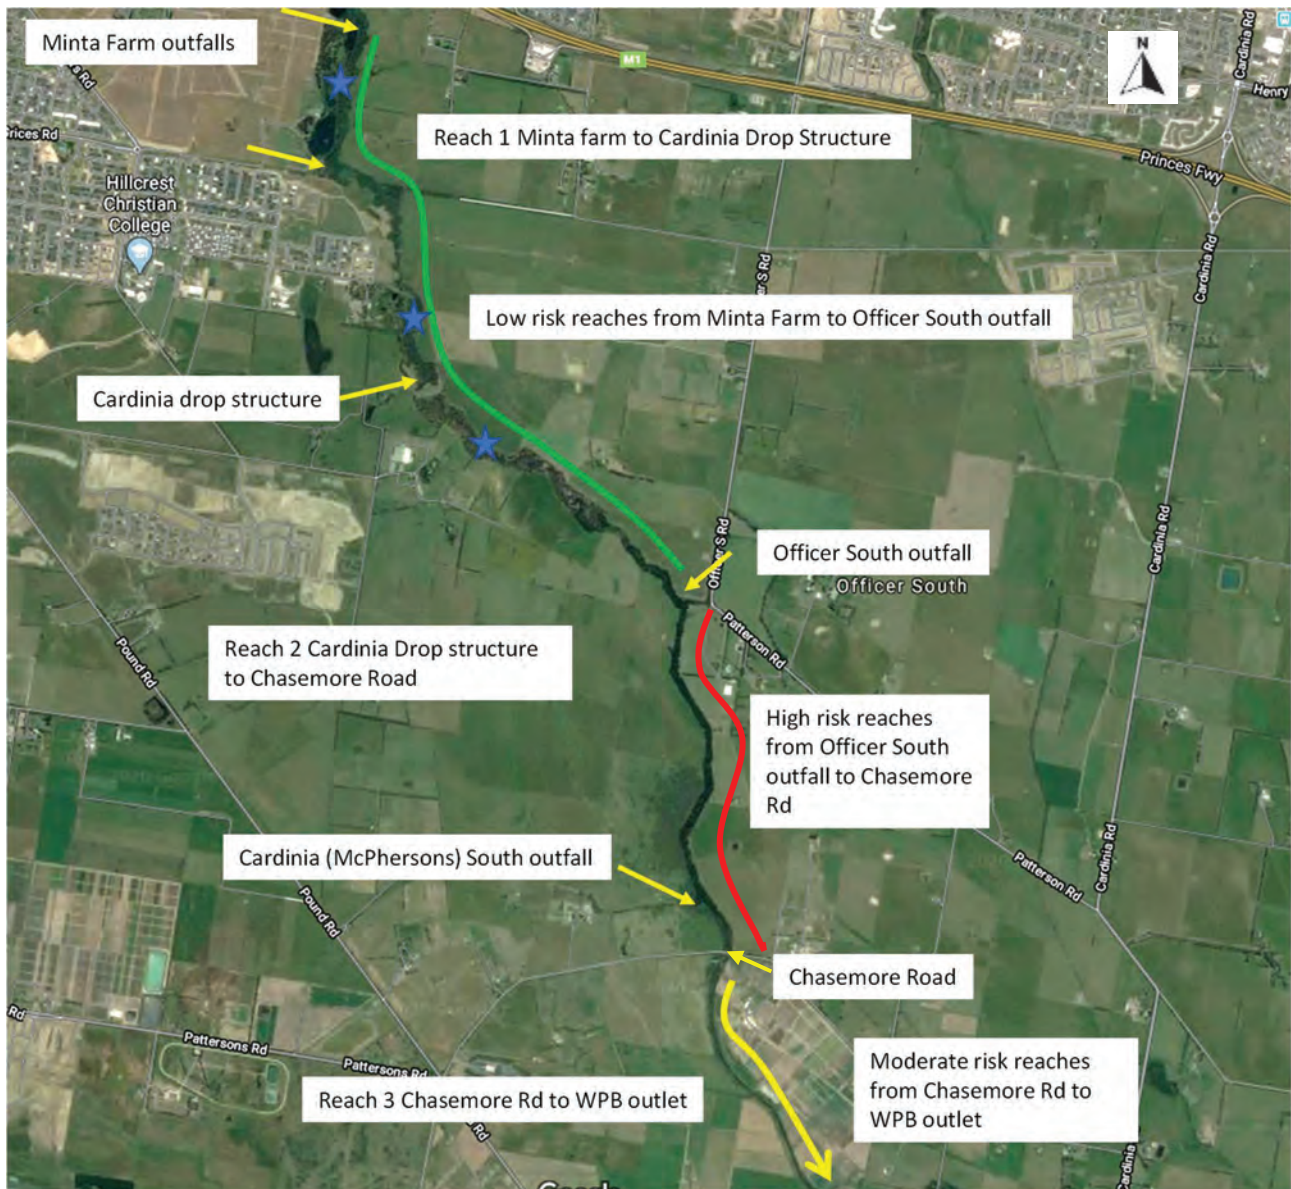 Minta Farm outfalls
M1
N
Cardinia Rd
Henry
Grices Rd
Reach 1 Minta farm to Cardinia Drop Structure
Princes Fwy
Hillcrest
Christian
College
Cardinia Rd
S Rd
Low risk reaches from Minta Farm to Officer South outfall
Cardinia drop structure
Officer S Rd
Cardinia Rd
Officer South outfall
Officer South
Patterson Rd
Reach 2 Cardinia Drop structure
to Chasemore Road
Pound Rd
High risk reaches
from Officer South
outfall to Chasemore
Rd
Cardinia (McPhersons) South outfall
Patterson Rd
Cardinia Rd
Pound Rd
Chasemore Road
Rd
Pattersons Rd
Pattersons Rd
Rd
Reach 3 Chasemore Rd to WPB outlet
Moderate risk reaches
from Chasemore Rd to
WPB outlet
Cardinia